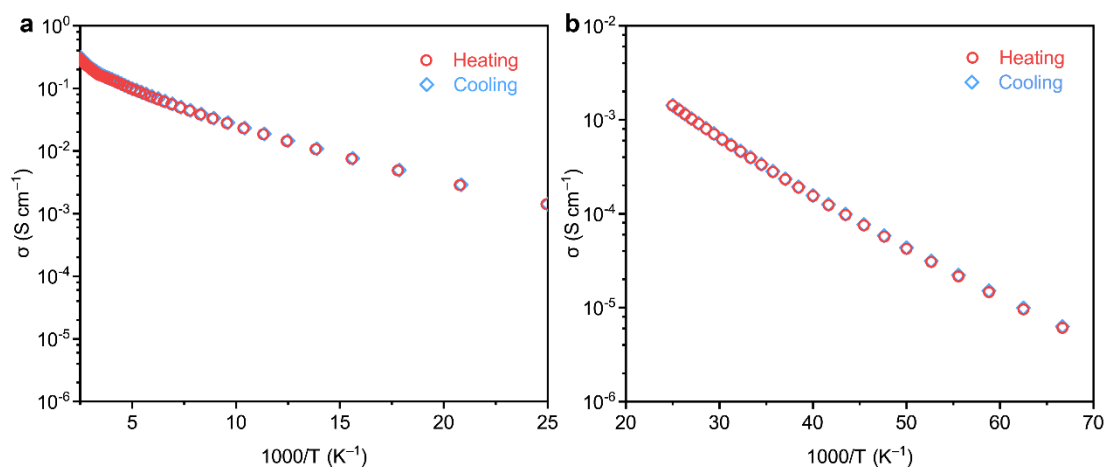 a
10⁰
10⁻¹
10⁻²
10⁻³
10⁻⁴
10⁻⁵
10⁻⁶
σ (S cm⁻¹)
Heating
Cooling
5 10 15 20 25
1000/T (K⁻¹)
b
10⁻²
10⁻³
10⁻⁴
10⁻⁵
10⁻⁶
σ (S cm⁻¹)
Heating
Cooling
20 30 40 50 60 70
1000/T (K⁻¹)